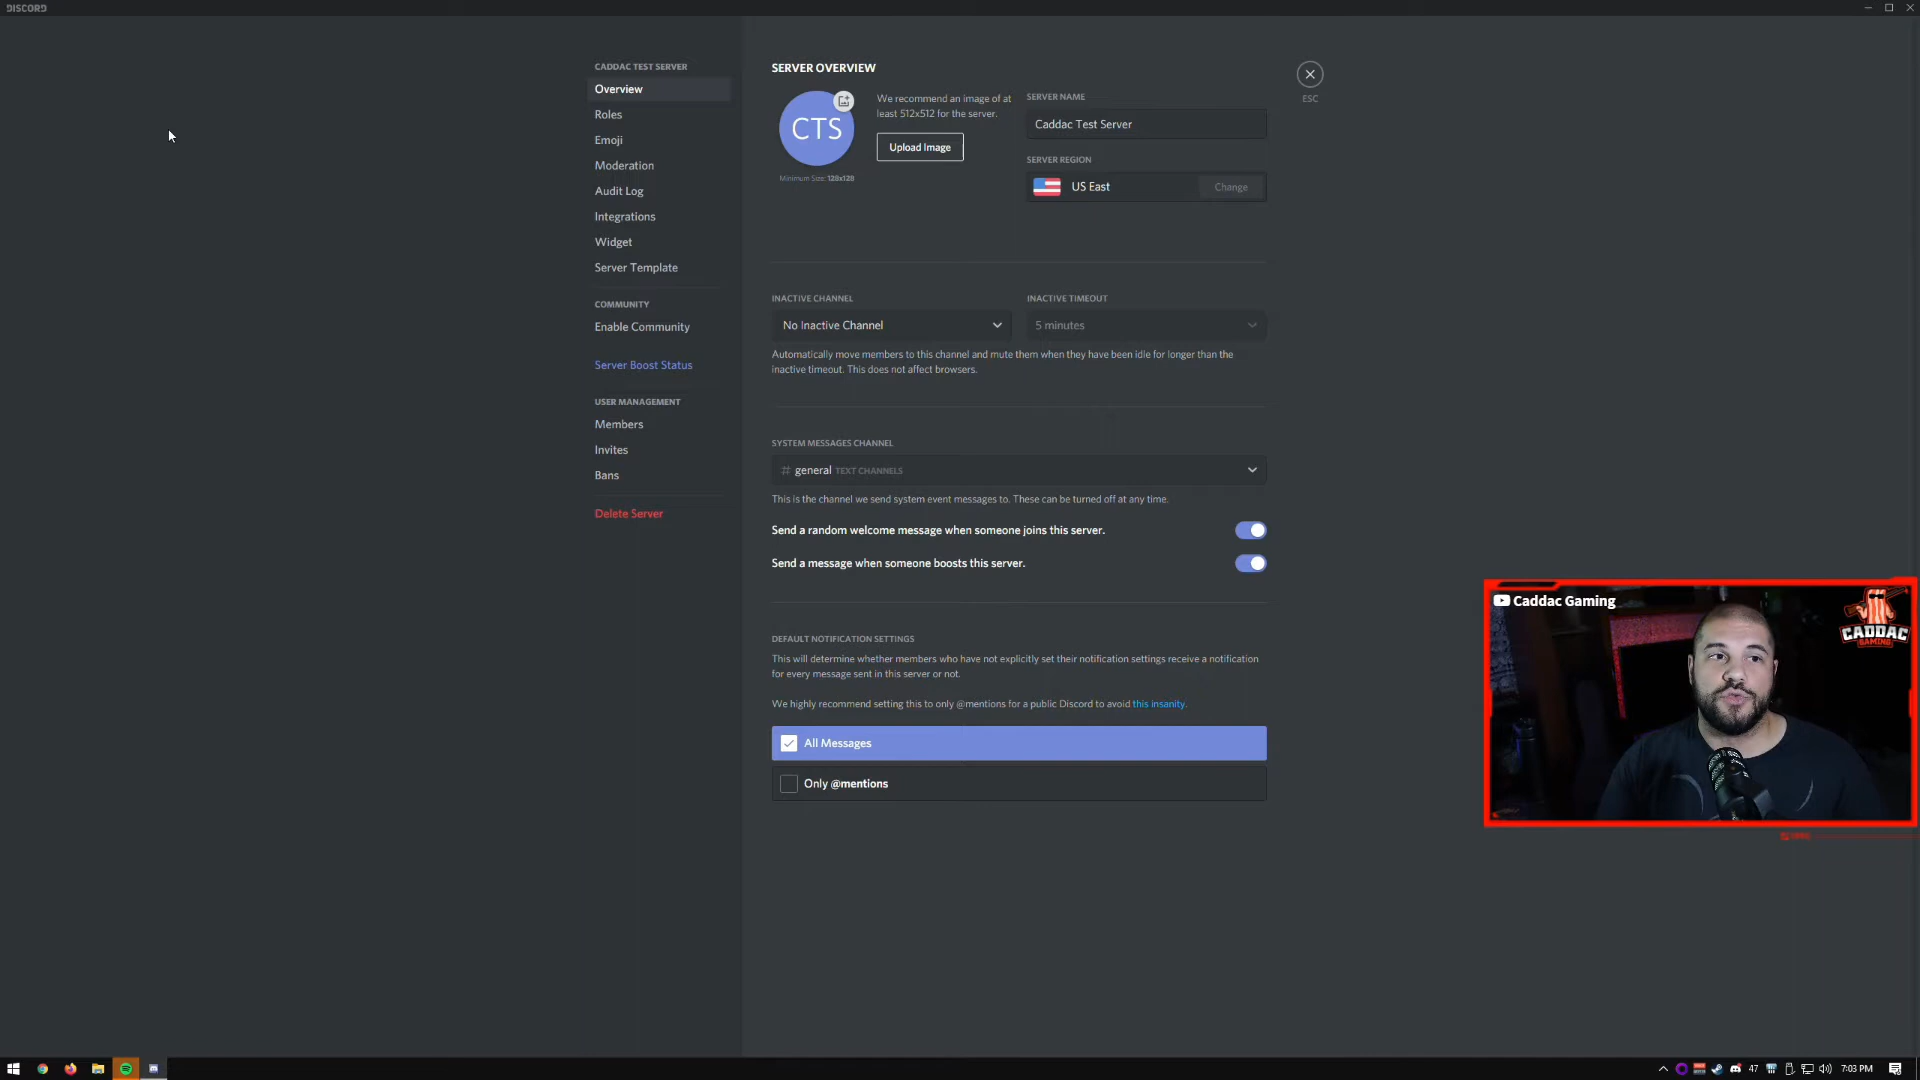 DISCORD
CADDAC TEST SERVER
Overview
Roles
Emoji
Moderation
Audit Log
Integrations
Widget
Server Template
COMMUNITY
Enable Community
Server Boost Status
USER MANAGEMENT
Members
Invites
Bans
Delete Server
SERVER OVERVIEW
CTS
Minimum Size: 128x128
We recommend an image of at
least 512x512 for the server.
Upload Image
SERVER NAME
Caddac Test Server
SERVER REGION
US East
Change
ESC
INACTIVE CHANNEL
No Inactive Channel
INACTIVE TIMEOUT
5 minutes
Automatically move members to this channel and mute them when they have been idle for longer than the
inactive timeout. This does not affect browsers.
SYSTEM MESSAGES CHANNEL
# general TEXT CHANNELS
This is the channel we send system event messages to. These can be turned off at any time.
Send a random welcome message when someone joins this server.
Send a message when someone boosts this server.
DEFAULT NOTIFICATION SETTINGS
This will determine whether members who have not explicitly set their notification settings receive a notification
for every message sent in this server or not.
We highly recommend setting this to only @mentions for a public Discord to avoid this insanity.
All Messages
Only @mentions
Caddac Gaming
CADDAC
GAMING
47
7:03 PM